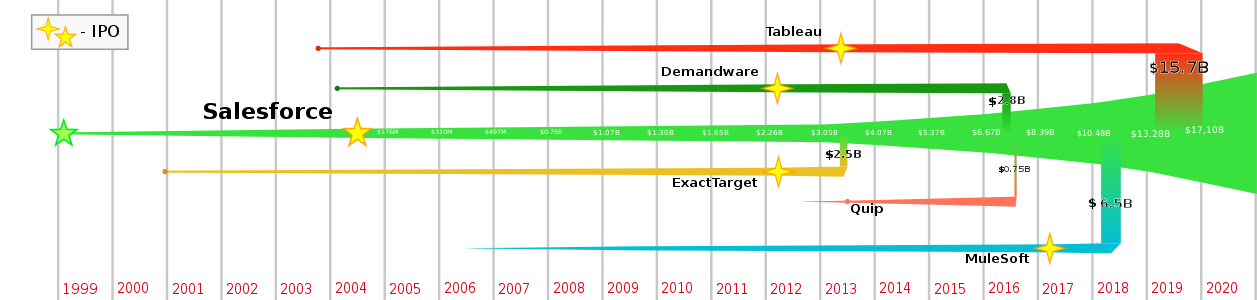 - IPO
Tableau
$15.7B
Demandware
$2.8B
Salesforce
$176M $310M $497M $0.75B $1.07B $1.30B $1.65B $2.26B $3.05B $4.07B $5.37B $6.67B $8.39B $10.48B $13.28B $17,10B
$2.5B
$0.75B
ExactTarget
Quip
$ 6.5B
MuleSoft
1999 2000 2001 2002 2003 2004 2005 2006 2007 2008 2009 2010 2011 2012 2013 2014 2015 2016 2017 2018 2019 2020